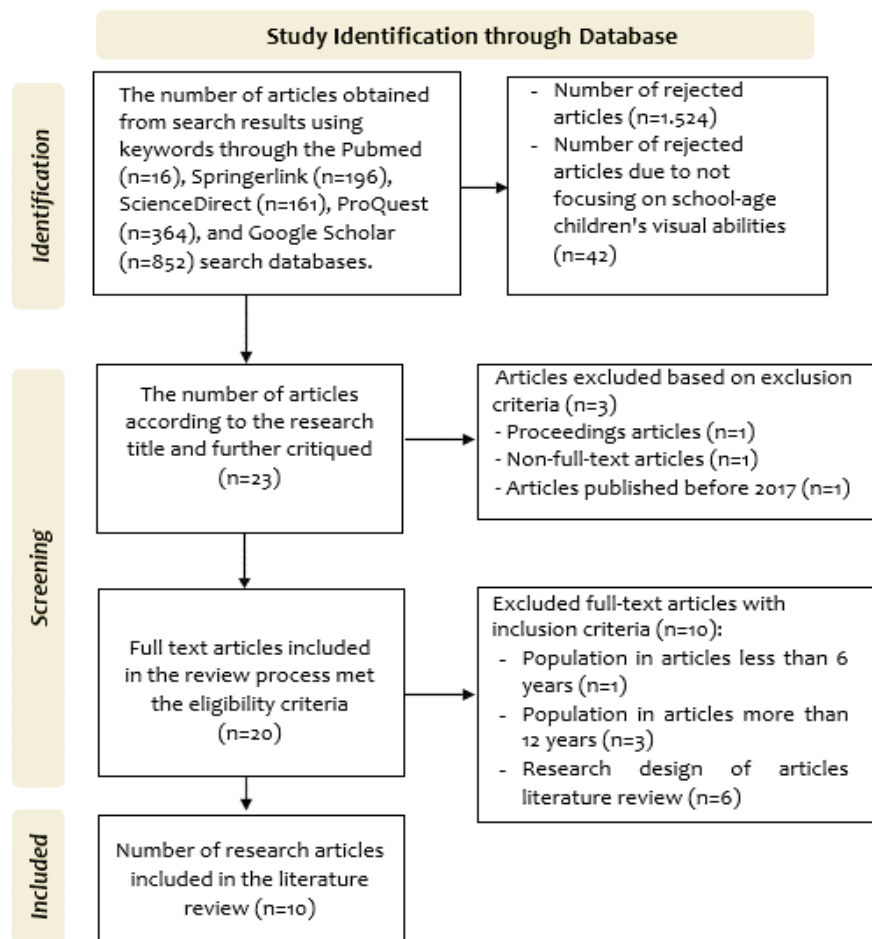 Study Identification through Database
Identification
The number of articles obtained
from search results using
keywords through the Pubmed
(n=16), Springerlink (n=196),
ScienceDirect (n=161), ProQuest
(n=364), and Google Scholar
(n=852) search databases.
- Number of rejected
articles (n=1.524)
- Number of rejected
articles due to not
focusing on school-age
children's visual abilities
(n=42)
Screening
The number of articles
according to the research
title and further critiqued
(n=23)
Articles excluded based on exclusion
criteria (n=3)
- Proceedings articles (n=1)
- Non-full-text articles (n=1)
- Articles published before 2017 (n=1)
Full text articles included
in the review process met
the eligibility criteria
(n=20)
Excluded full-text articles with
inclusion criteria (n=10):
- Population in articles less than 6
years (n=1)
- Population in articles more than
12 years (n=3)
- Research design of articles
literature review (n=6)
Included
Number of research articles
included in the literature
review (n=10)